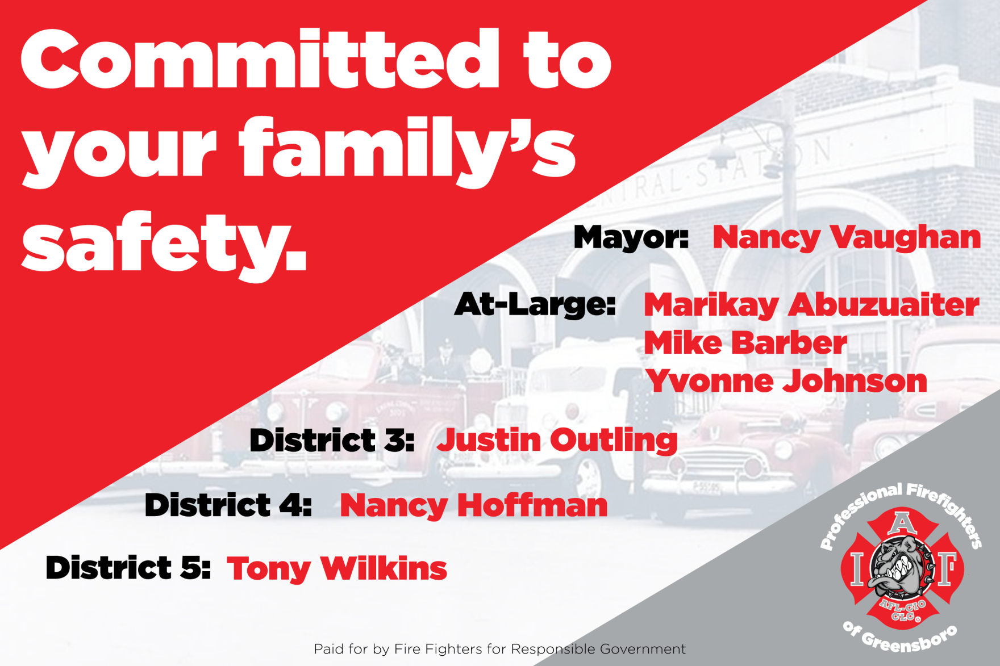 Committed to
your family's
safety.
NTRAL·STATION
Mayor: Nancy Vaughan
At-Large: Marikay Abuzuaiter
Mike Barber
Yvonne Johnson
District 3: Justin Outling
District 4: Nancy Hoffman
District 5: Tony Wilkins
Professional Firefighters
I A F F
AFL-CIO
CLC®
of Greensboro
Paid for by Fire Fighters for Responsible Government